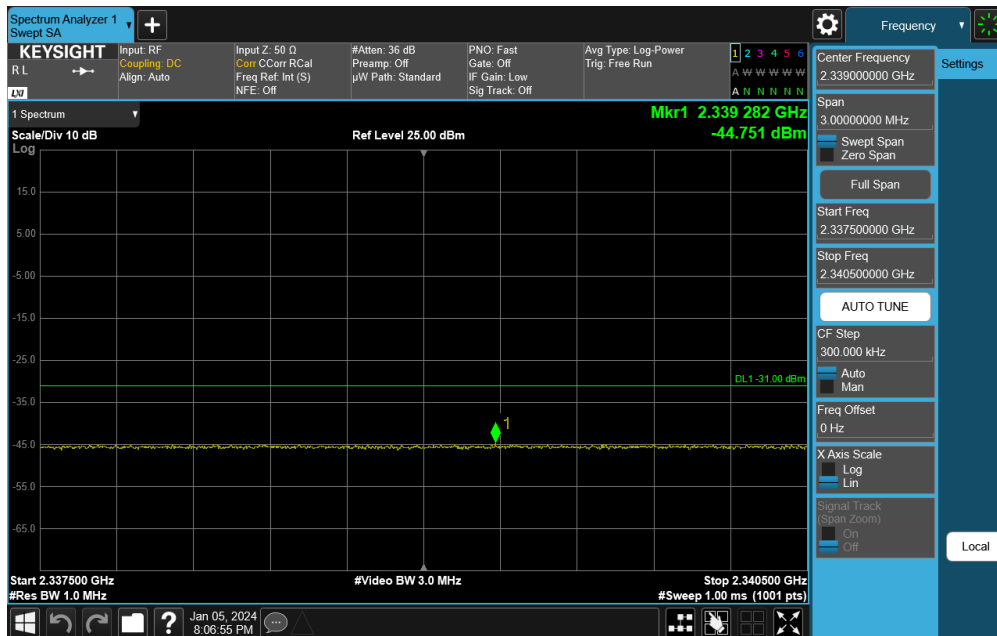 Spectrum Analyzer 1
Swept SA
KEYSIGHT
R L
LXI
Input: RF
Coupling: DC
Align: Auto
Input Z: 50 Ω
Corr CCorr RCal
Freq Ref: Int (S)
NFE: Off
#Atten: 36 dB
Preamp: Off
µW Path: Standard
PNO: Fast
Gate: Off
IF Gain: Low
Sig Track: Off
Avg Type: Log-Power
Trig: Free Run
1 2 3 4 5 6
A W W W W W
A N N N N N
1 Spectrum
Scale/Div 10 dB
Log
Ref Level 25.00 dBm
Mkr1 2.339 282 GHz
-44.751 dBm
15.0
5.00
-5.00
-15.0
-25.0
-35.0
-45.0
-55.0
-65.0
DL1 -31.00 dBm
1
Start 2.337500 GHz
#Res BW 1.0 MHz
#Video BW 3.0 MHz
Stop 2.340500 GHz
#Sweep 1.00 ms (1001 pts)
Jan 05, 2024
8:06:55 PM
Frequency
Settings
Center Frequency
2.339000000 GHz
Span
3.00000000 MHz
Swept Span
Zero Span
Full Span
Start Freq
2.337500000 GHz
Stop Freq
2.340500000 GHz
AUTO TUNE
CF Step
300.000 kHz
Auto
Man
Freq Offset
0 Hz
X Axis Scale
Log
Lin
Signal Track
(Span Zoom)
On
Off
Local